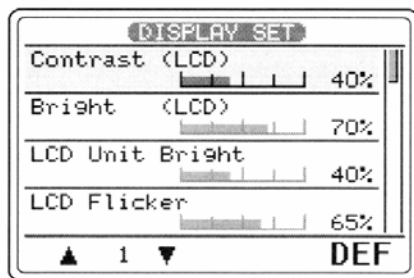 DISPLAY SET
Contrast (LCD)
40%
Bright (LCD)
70%
LCD Unit Bright
40%
LCD Flicker
65%
▲ 1 ▼ DEF